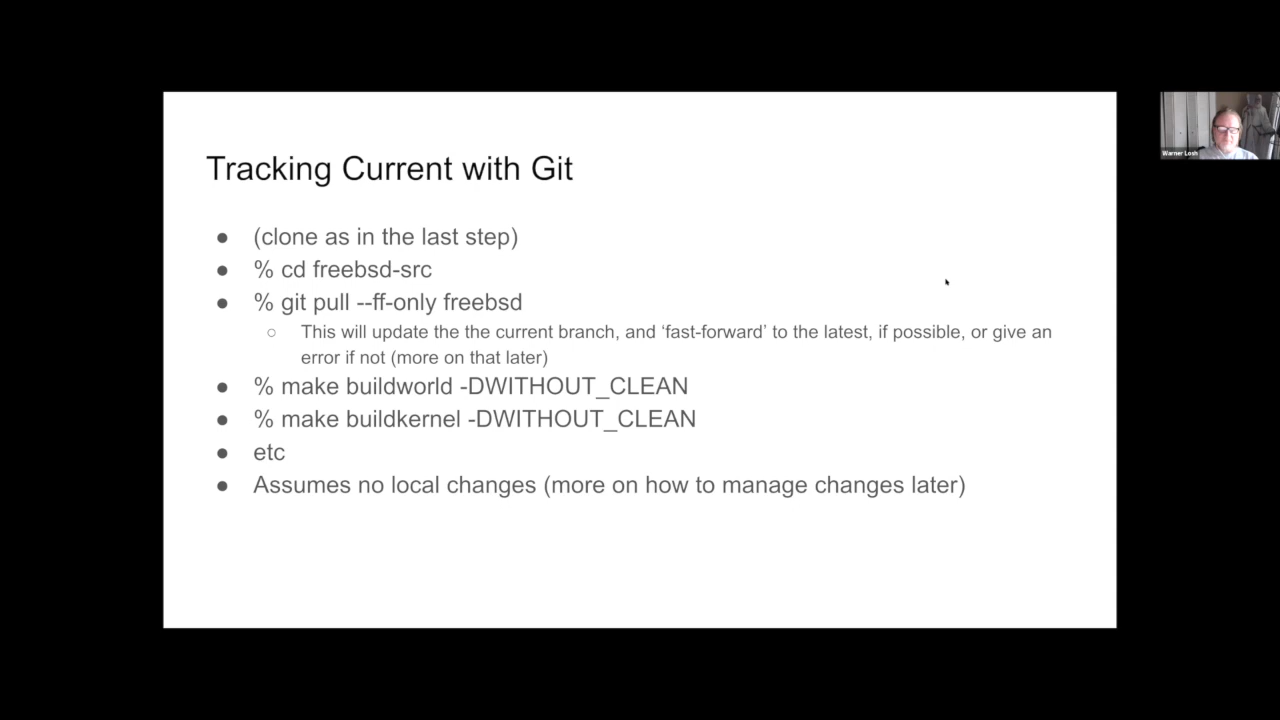 Tracking Current with Git
Warner Losh
● (clone as in the last step)
● % cd freebsd-src
● % git pull --ff-only freebsd
○ This will update the the current branch, and ‘fast-forward’ to the latest, if possible, or give an
error if not (more on that later)
● % make buildworld -DWITHOUT_CLEAN
● % make buildkernel -DWITHOUT_CLEAN
● etc
● Assumes no local changes (more on how to manage changes later)